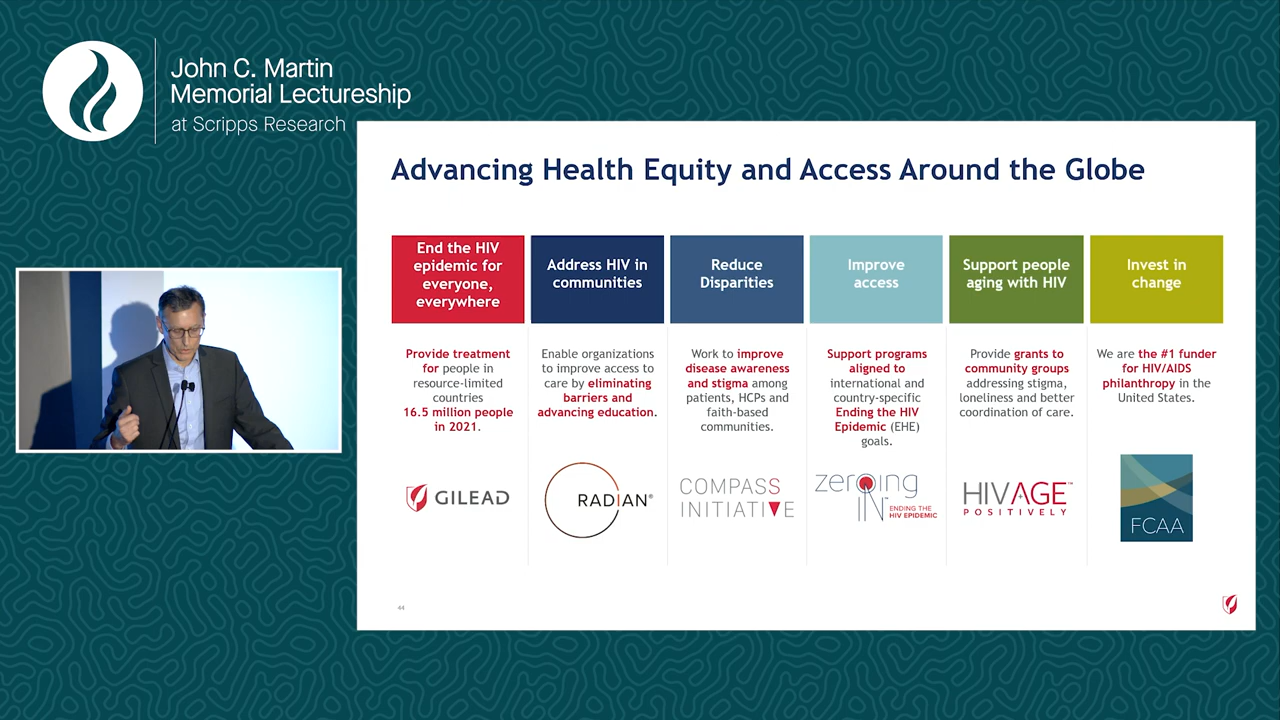 John C. Martin
Memorial Lectureship
at Scripps Research
Advancing Health Equity and Access Around the Globe
End the HIV
epidemic for
everyone,
everywhere
Address HIV in
communities
Reduce
Disparities
Improve
access
Support people
aging with HIV
Invest in
change
Provide treatment
for people in
resource-limited
countries
16.5 million people
in 2021.
Enable organizations
to improve access to
care by eliminating
barriers and
advancing education.
Work to improve
disease awareness
and stigma among
patients, HCPs and
faith-based
communities.
Support programs
aligned to
international and
country-specific
Ending the HIV
Epidemic (EHE)
goals.
Provide grants to
community groups
addressing stigma,
loneliness and better
coordination of care.
We are the #1 funder
for HIV/AIDS
philanthropy in the
United States.
GILEAD
RADIAN®
COMPASS
INITIATIVE
zeroing
IN
ENDING THE
HIV EPIDEMIC
HIVAGE™
POSITIVELY
FCAA
44